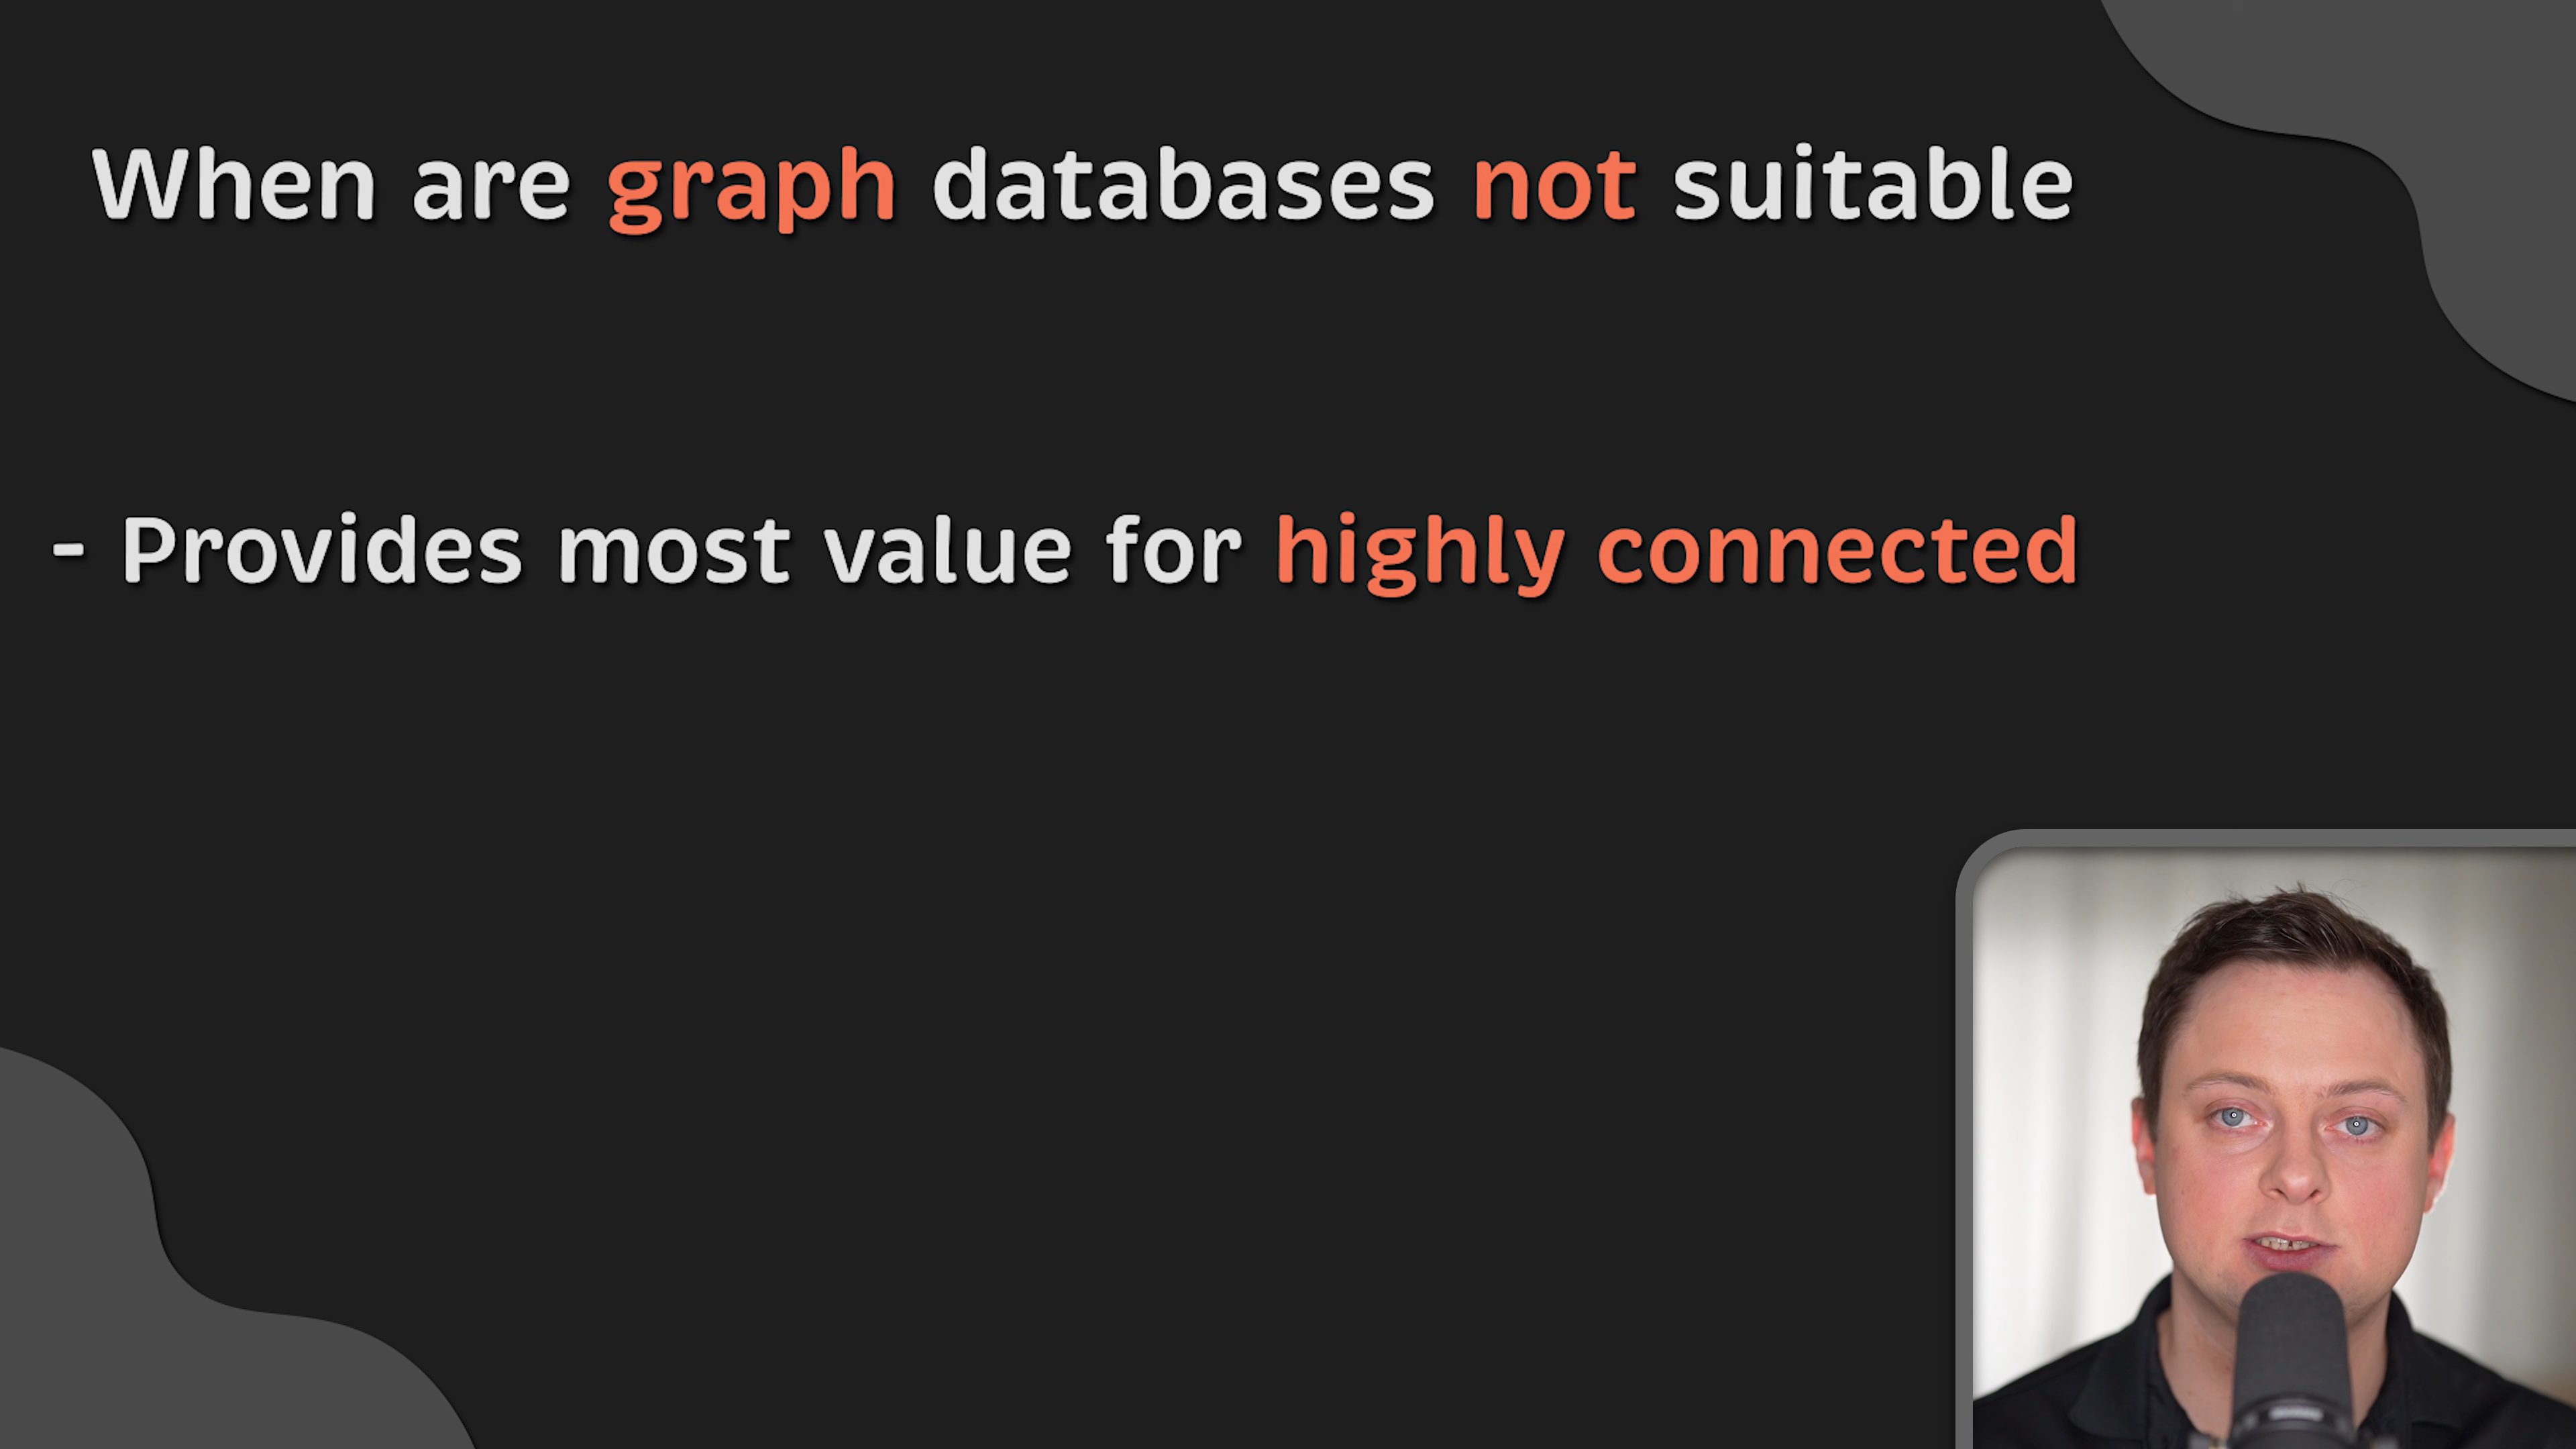 When are graph databases not suitable
- Provides most value for highly connected